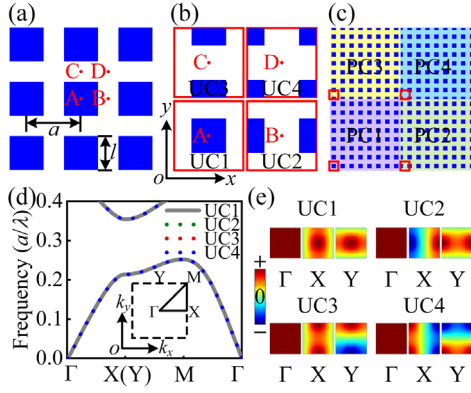 (a)
C D
A B
a
l
(b)
C D
UC3 UC4
A B
UC1 UC2
y
o x
(c)
PC3 PC4
PC1 PC2
(d)
Frequency (a/λ)
0.4
0.3
0.2
0.1
0.0
UC1
UC2
UC3
UC4
Y M
Γ X
k_y
o k_x
Γ X(Y) M Γ
(e)
+
0
−
UC1 UC2
Γ X Y Γ X Y
UC3 UC4
Γ X Y Γ X Y